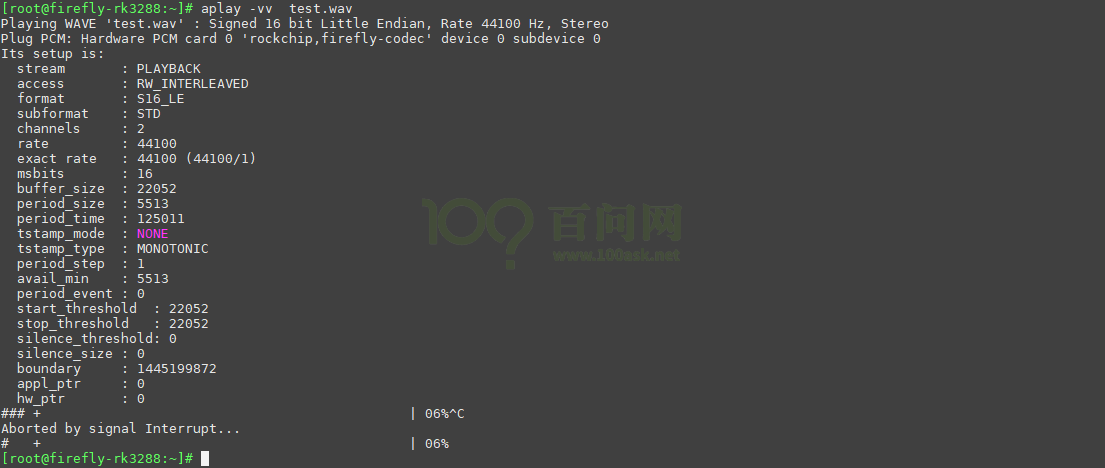 [root@firefly-rk3288:~]# aplay -vv  test.wav
Playing WAVE 'test.wav' : Signed 16 bit Little Endian, Rate 44100 Hz, Stereo
Plug PCM: Hardware PCM card 0 'rockchip,firefly-codec' device 0 subdevice 0
Its setup is:
  stream       : PLAYBACK
  access       : RW_INTERLEAVED
  format       : S16_LE
  subformat    : STD
  channels     : 2
  rate         : 44100
  exact rate   : 44100 (44100/1)
  msbits       : 16
  buffer_size  : 22052
  period_size  : 5513
  period_time  : 125011
  tstamp_mode  : NONE
  tstamp_type  : MONOTONIC
  period_step  : 1
  avail_min    : 5513
  period_event : 0
  start_threshold  : 22052
  stop_threshold   : 22052
  silence_threshold: 0
  silence_size : 0
  boundary     : 1445199872
  appl_ptr     : 0
  hw_ptr       : 0
### +                                              | 06%^C
Aborted by signal Interrupt...
#   +                                              | 06%
[root@firefly-rk3288:~]#
100 百问网
www.100ask.net